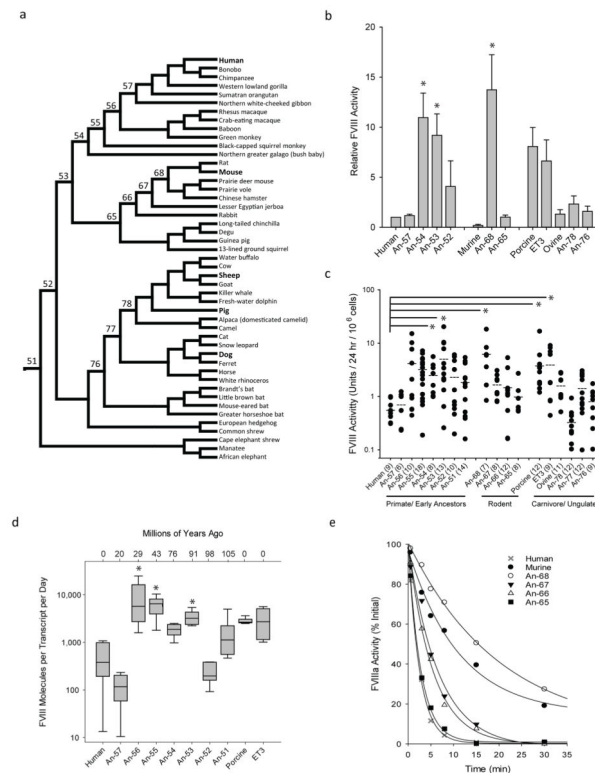 a
Human
Bonobo
Chimpanzee
Western lowland gorilla
Sumatran orangutan
Northern white-cheeked gibbon
Rhesus macaque
Crab-eating macaque
Baboon
Green monkey
Black-capped squirrel monkey
Northern greater galago (bush baby)
Rat
Mouse
Prairie deer mouse
Prairie vole
Chinese hamster
Lesser Egyptian jerboa
Rabbit
Long-tailed chinchilla
Degu
Guinea pig
13-lined ground squirrel
Water buffalo
Cow
Sheep
Goat
Killer whale
Fresh-water dolphin
Pig
Alpaca (domesticated camelid)
Camel
Cat
Snow leopard
Dog
Ferret
Horse
White rhinoceros
Brandt's bat
Little brown bat
Mouse-eared bat
Greater horseshoe bat
European hedgehog
Common shrew
Cape elephant shrew
Manatee
African elephant
57
56
55
54
53
68
67
66
65
52
78
77
76
51
b
Relative FVIII Activity
20
15
10
5
0
* * *
Human An-57 An-54 An-53 An-52 Murine An-68 An-65 Porcine ET3 Ovine An-78 An-76
c
FVIII Activity (Units / 24 hr / 10⁶ cells)
100
10
1
0.1
* * * * *
Human (9) An-57 (6) An-56 (10) An-55 (18) An-54 (8) An-53 (13) An-52 (10) An-51 (14) An-68 (7) An-67 (6) An-66 (12) An-65 (8) Porcine (12) ET3 (9) Ovine (11) An-78 (12) An-77 (12) An-76 (9)
Primate/ Early Ancestors
Rodent
Carnivore/ Ungulate
d
Millions of Years Ago
0 20 29 43 76 91 98 105 0 0
FVIII Molecules per Transcript per Day
10,000
1,000
100
10
* * *
Human An-57 An-56 An-55 An-54 An-53 An-52 An-51 Porcine ET3
e
FVIIIa Activity (% Initial)
100
80
60
40
20
0
Human
Murine
An-68
An-67
An-66
An-65
0 5 10 15 20 25 30 35
Time (min)